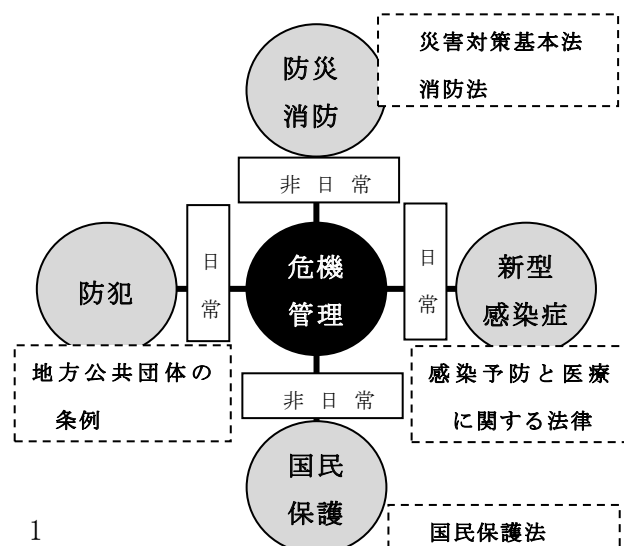 防災
消防
災害対策基本法
消防法
非日常
防犯
日
常
危機
管理
日
常
新型
感染症
地方公共団体の
条例
感染予防と医療
に関する法律
非日常
国民
保護
国民保護法
1